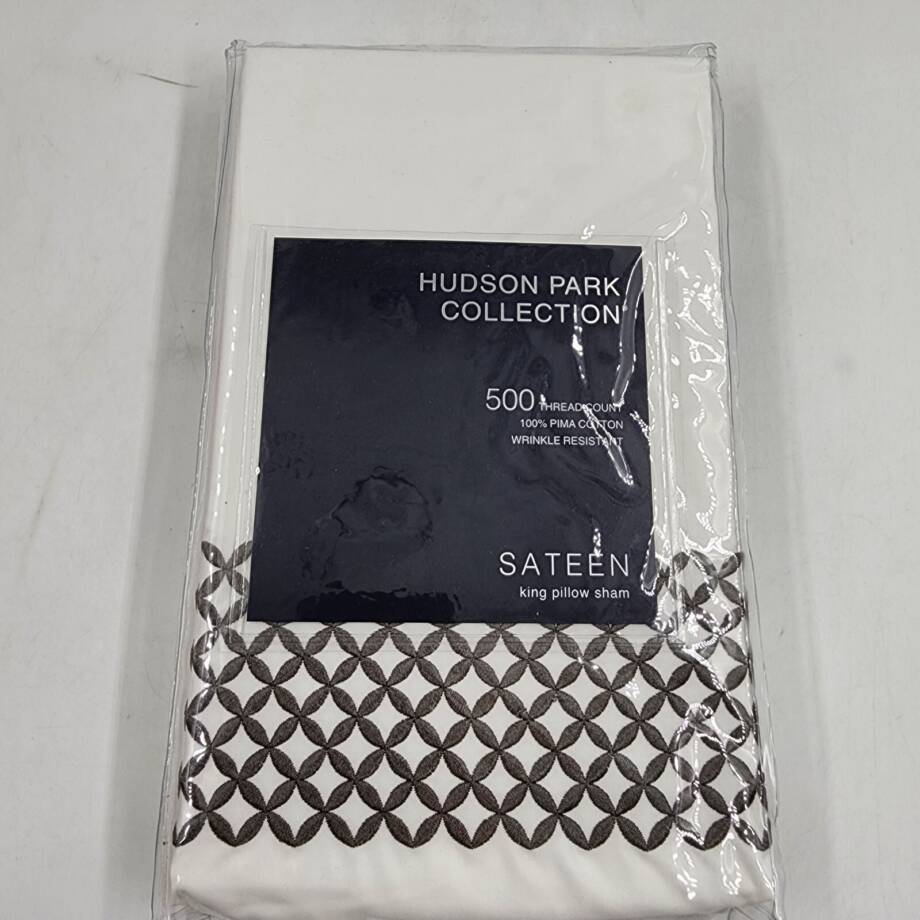 HUDSON PARK
COLLECTION
500 THREAD COUNT
100% PIMA COTTON
WRINKLE RESISTANT
SATEEN
king pillow sham